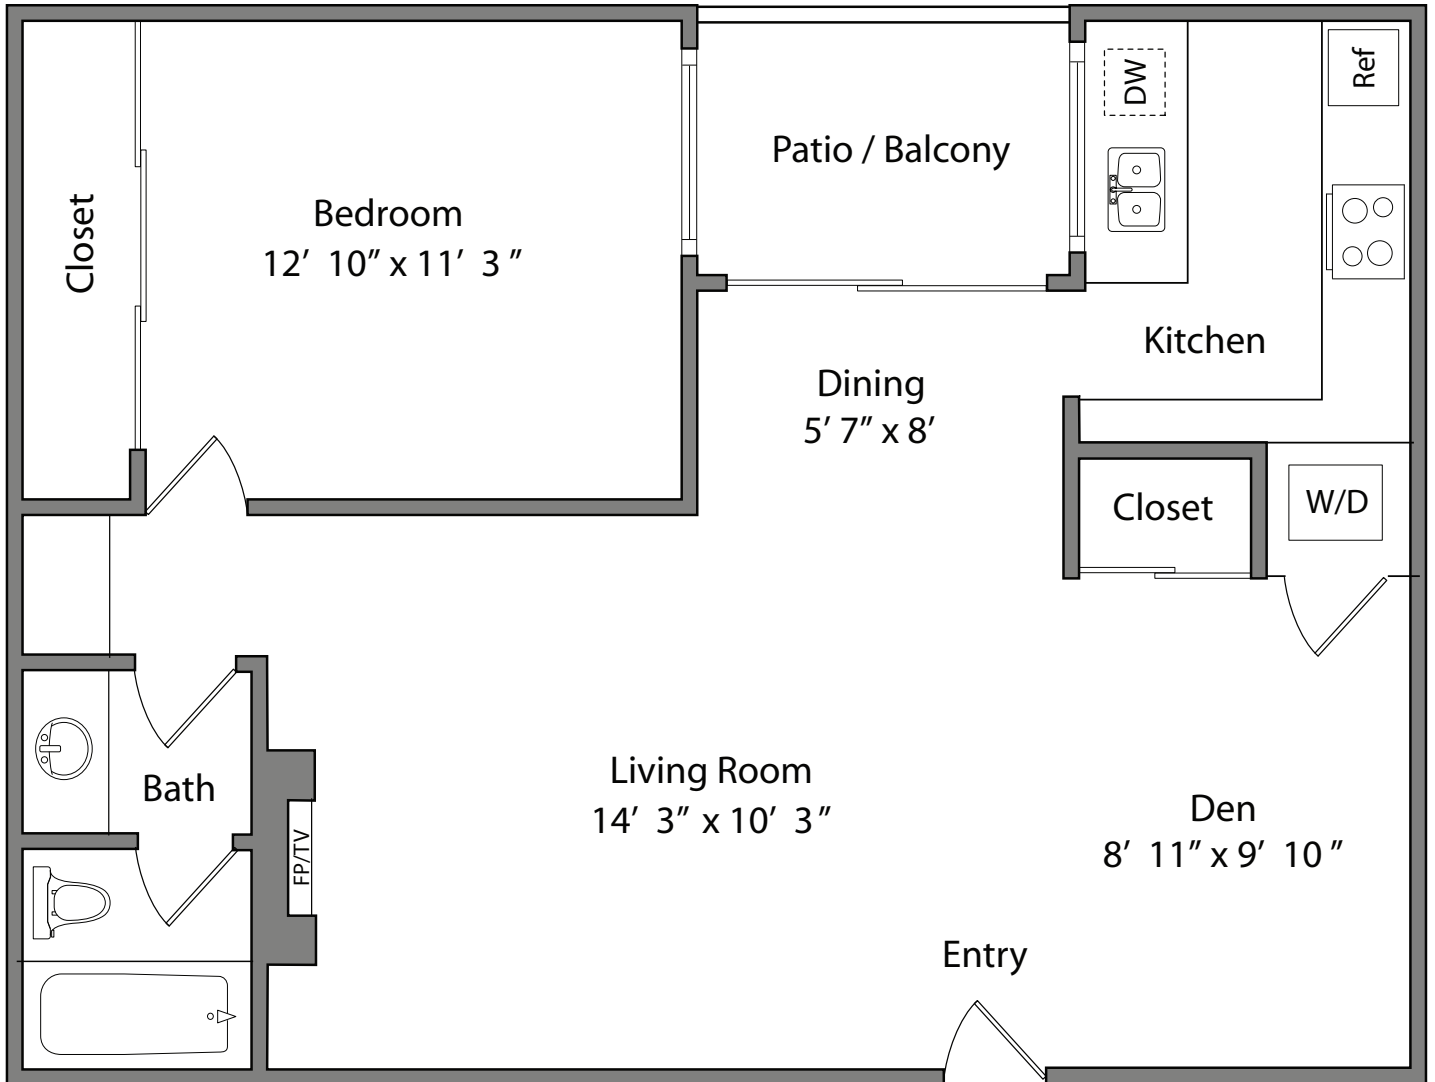 DW
Ref
Patio / Balcony
Closet
Bedroom
12’ 10” x 11’ 3 ”
Kitchen
Dining
5’ 7” x 8’
Closet
W/D
Living Room
14’ 3” x 10’ 3 ”
Bath
FP/TV
Den
8’ 11” x 9’ 10 ”
Entry